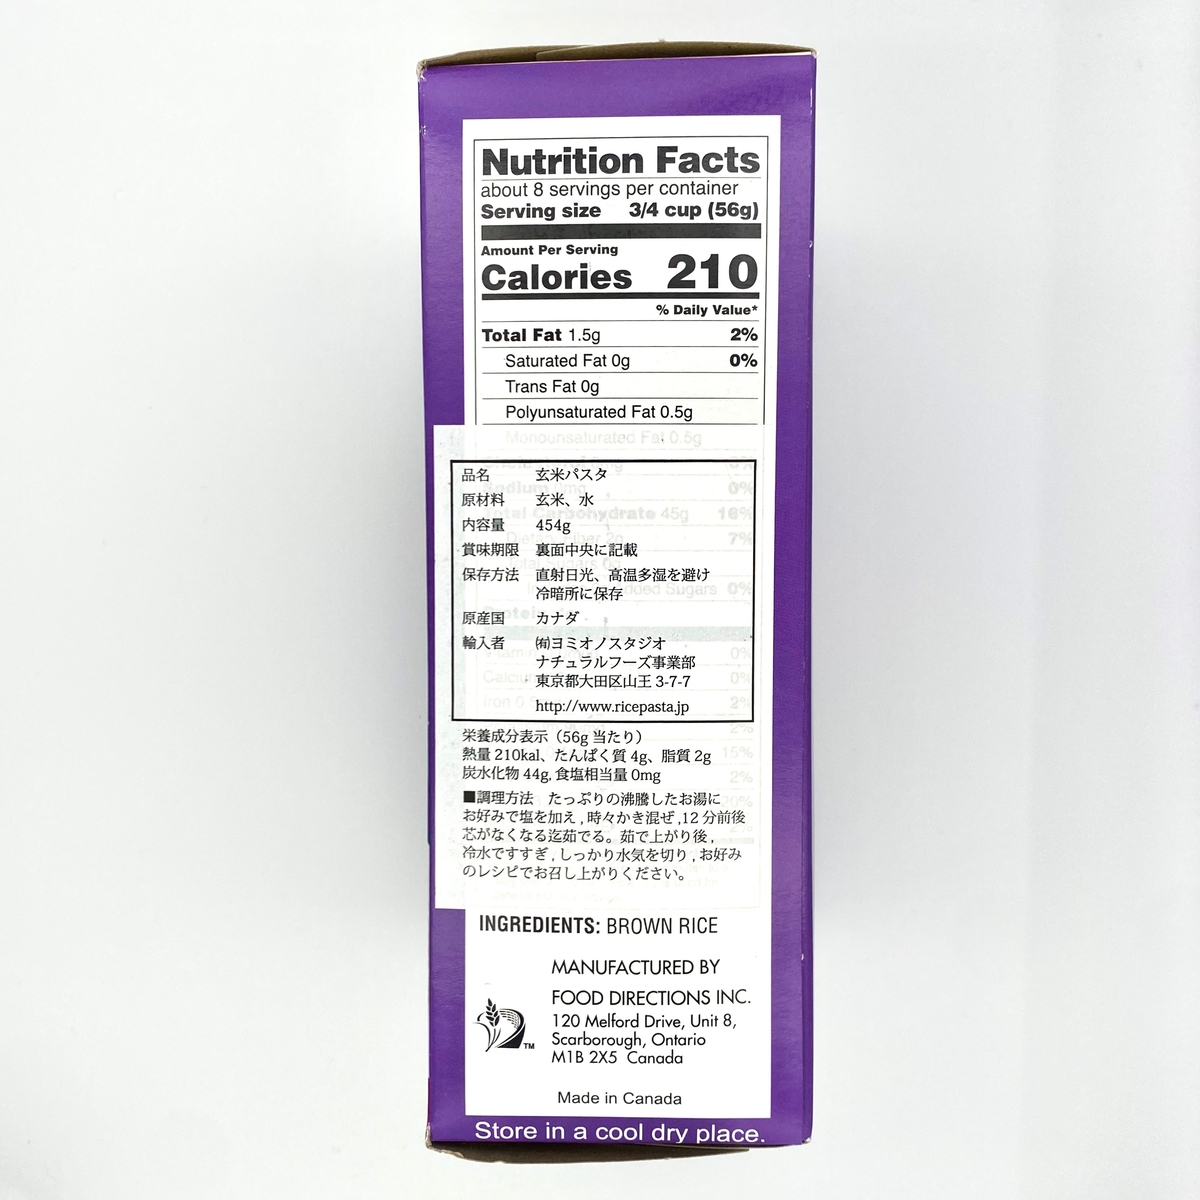 Nutrition Facts
about 8 servings per container
Serving size 3/4 cup (56g)
Amount Per Serving
Calories 210
% Daily Value*
Total Fat 1.5g 2%
Saturated Fat 0g 0%
Trans Fat 0g
Polyunsaturated Fat 0.5g
Monounsaturated Fat 0.5g
品名 玄米パスタ
原材料 玄米、水
内容量 454g
賞味期限 裏面中央に記載
保存方法 直射日光、高温多湿を避け
冷暗所に保存
原産国 カナダ
輸入者 ㈲ヨミオノスタジオ
ナチュラルフーズ事業部
東京都大田区山王 3-7-7
http://www.ricepasta.jp
栄養成分表示（56g 当たり）
熱量 210kal、たんぱく質 4g、脂質 2g
炭水化物 44g, 食塩相当量 0mg
■調理方法 たっぷりの沸騰したお湯に
お好みで塩を加え , 時々かき混ぜ ,12 分前後
芯がなくなる迄茹でる。茹で上がり後 ,
冷水ですすぎ , しっかり水気を切り , お好み
のレシピでお召し上がりください。
INGREDIENTS: BROWN RICE
MANUFACTURED BY
FOOD DIRECTIONS INC.
120 Melford Drive, Unit 8,
Scarborough, Ontario
M1B 2X5 Canada
TM
Made in Canada
Store in a cool dry place.